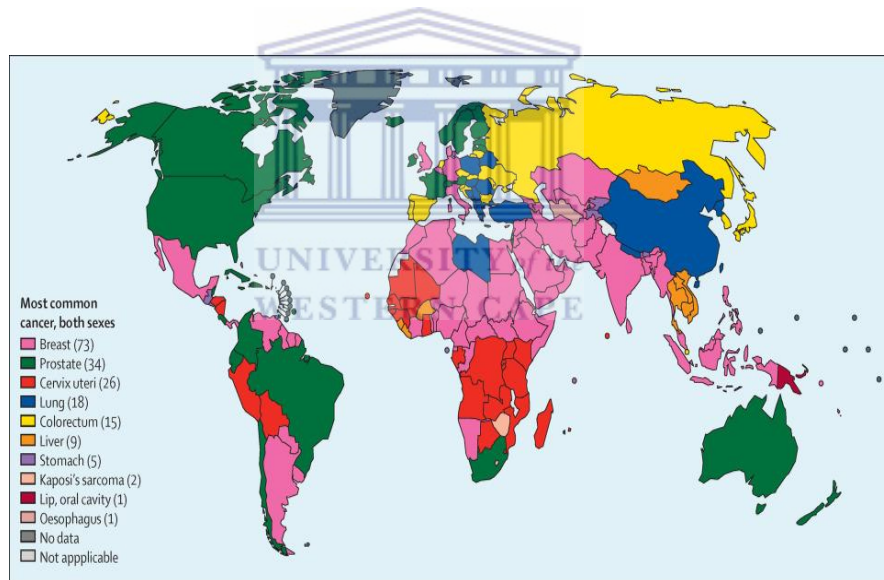 UNIVERSITY of the
WESTERN CAPE
Most common
cancer, both sexes
Breast (73)
Prostate (34)
Cervix uteri (26)
Lung (18)
Colorectum (15)
Liver (9)
Stomach (5)
Kaposi's sarcoma (2)
Lip, oral cavity (1)
Oesophagus (1)
No data
Not appplicable